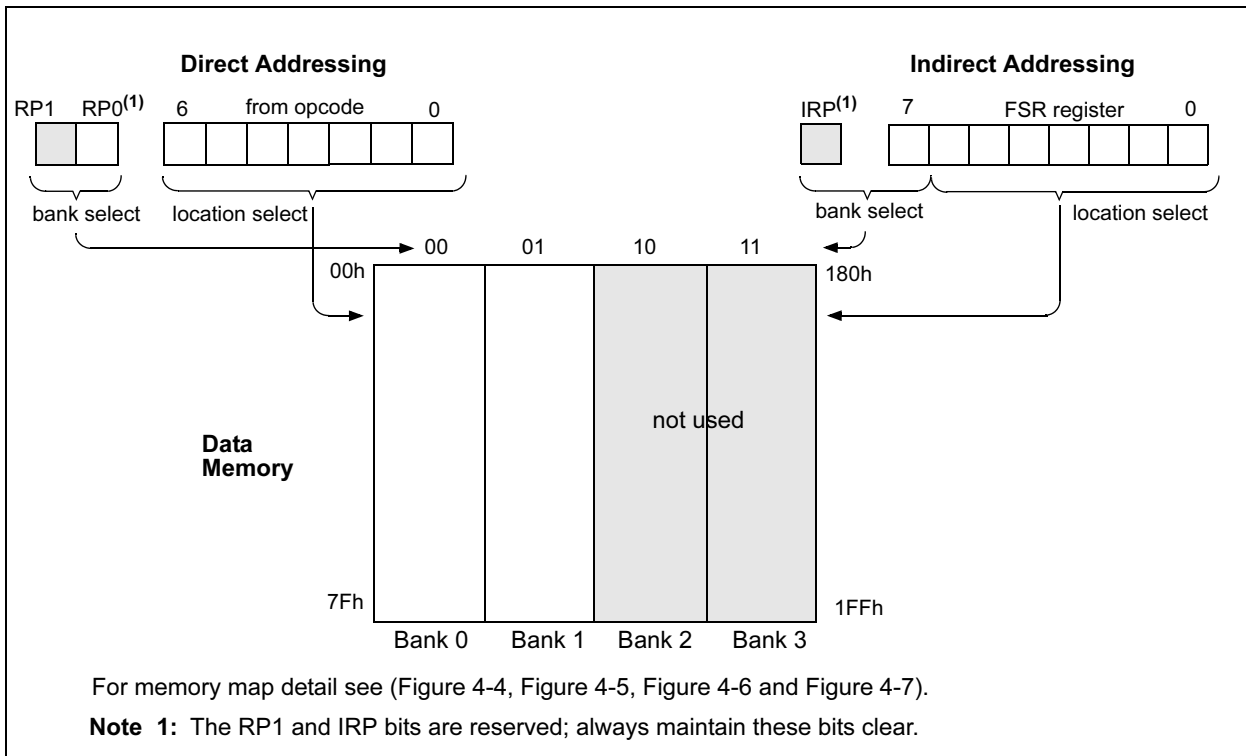 Direct Addressing
Indirect Addressing
RP1 RP0(1) 6 from opcode 0
IRP(1) 7 FSR register 0
bank select location select
bank select location select
00 01 10 11
00h 180h
not used
Data
Memory
7Fh 1FFh
Bank 0 Bank 1 Bank 2 Bank 3
For memory map detail see (Figure 4-4, Figure 4-5, Figure 4-6 and Figure 4-7).
Note 1: The RP1 and IRP bits are reserved; always maintain these bits clear.